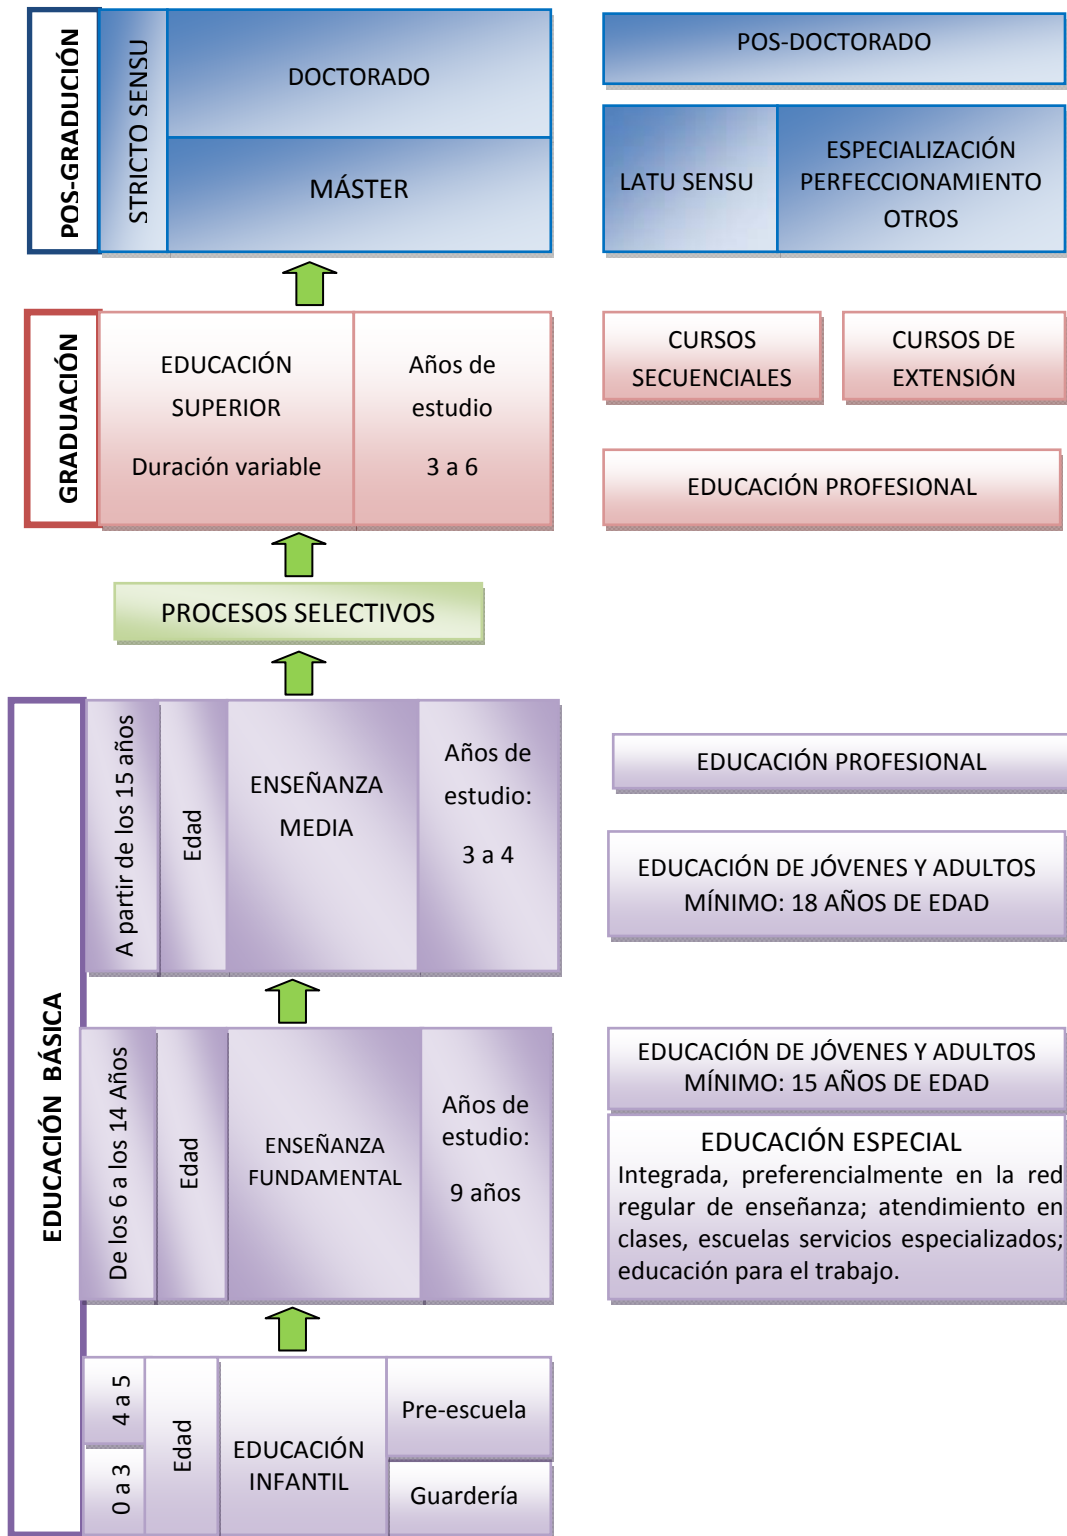 POS-GRADUCIÓN
STRICTO SENSU
DOCTORADO
MÁSTER
POS-DOCTORADO
LATU SENSU
ESPECIALIZACIÓN
PERFECCIONAMIENTO
OTROS
GRADUACIÓN
EDUCACIÓN
SUPERIOR
Duración variable
Años de
estudio
3 a 6
CURSOS
SECUENCIALES
CURSOS DE
EXTENSIÓN
EDUCACIÓN PROFESIONAL
PROCESOS SELECTIVOS
EDUCACIÓN BÁSICA
A partir de los 15 años
Edad
ENSEÑANZA
MEDIA
Años de
estudio:
3 a 4
EDUCACIÓN PROFESIONAL
EDUCACIÓN DE JÓVENES Y ADULTOS
MÍNIMO: 18 AÑOS DE EDAD
De los 6 a los 14 Años
Edad
ENSEÑANZA
FUNDAMENTAL
Años de
estudio:
9 años
EDUCACIÓN DE JÓVENES Y ADULTOS
MÍNIMO: 15 AÑOS DE EDAD
EDUCACIÓN ESPECIAL
Integrada, preferencialmente en la red
regular de enseñanza; atendimiento en
clases, escuelas servicios especializados;
educación para el trabajo.
4 a 5
0 a 3
Edad
EDUCACIÓN
INFANTIL
Pre-escuela
Guardería